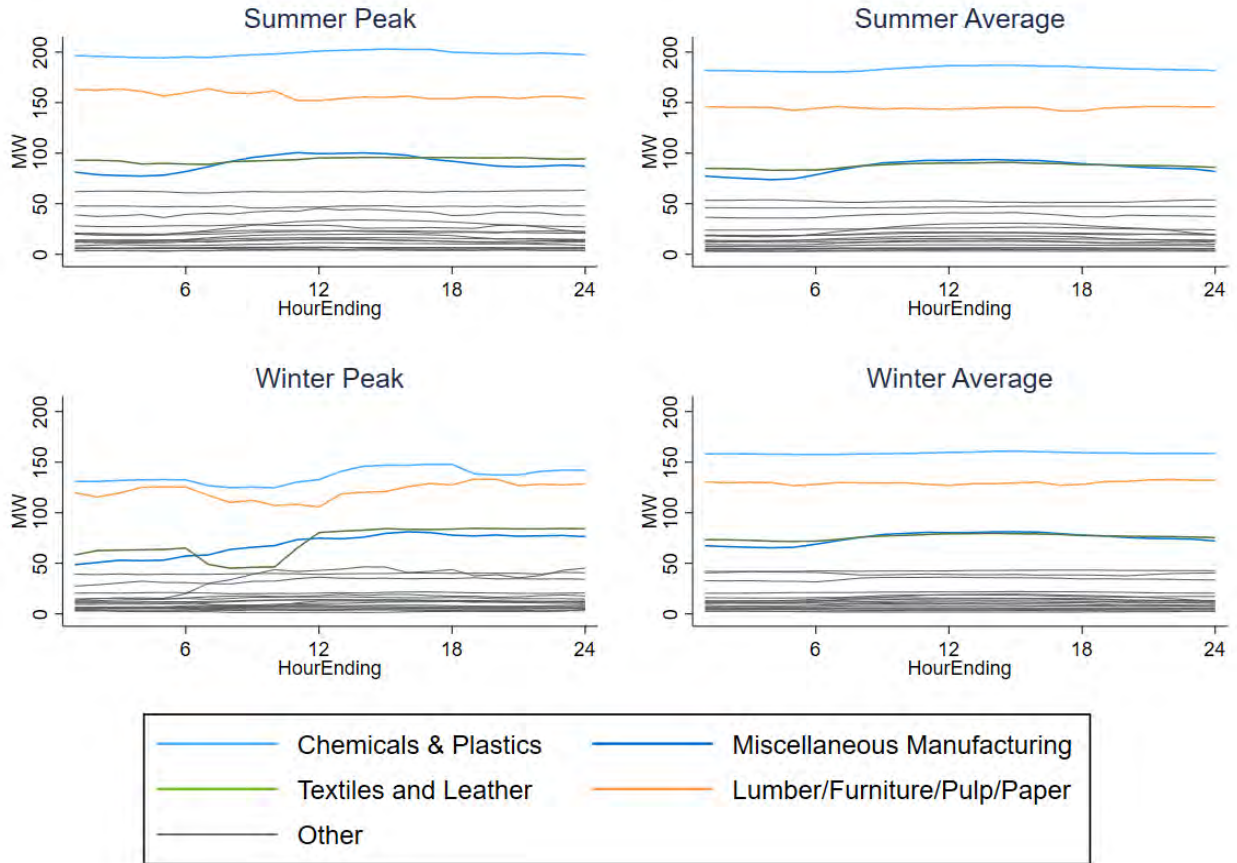 Summer Peak
Summer Average
MW
0 50 100 150 200
6 12 18 24
HourEnding
MW
0 50 100 150 200
6 12 18 24
HourEnding
Winter Peak
Winter Average
MW
0 50 100 150 200
6 12 18 24
HourEnding
MW
0 50 100 150 200
6 12 18 24
HourEnding
Chemicals & Plastics
Miscellaneous Manufacturing
Textiles and Leather
Lumber/Furniture/Pulp/Paper
Other